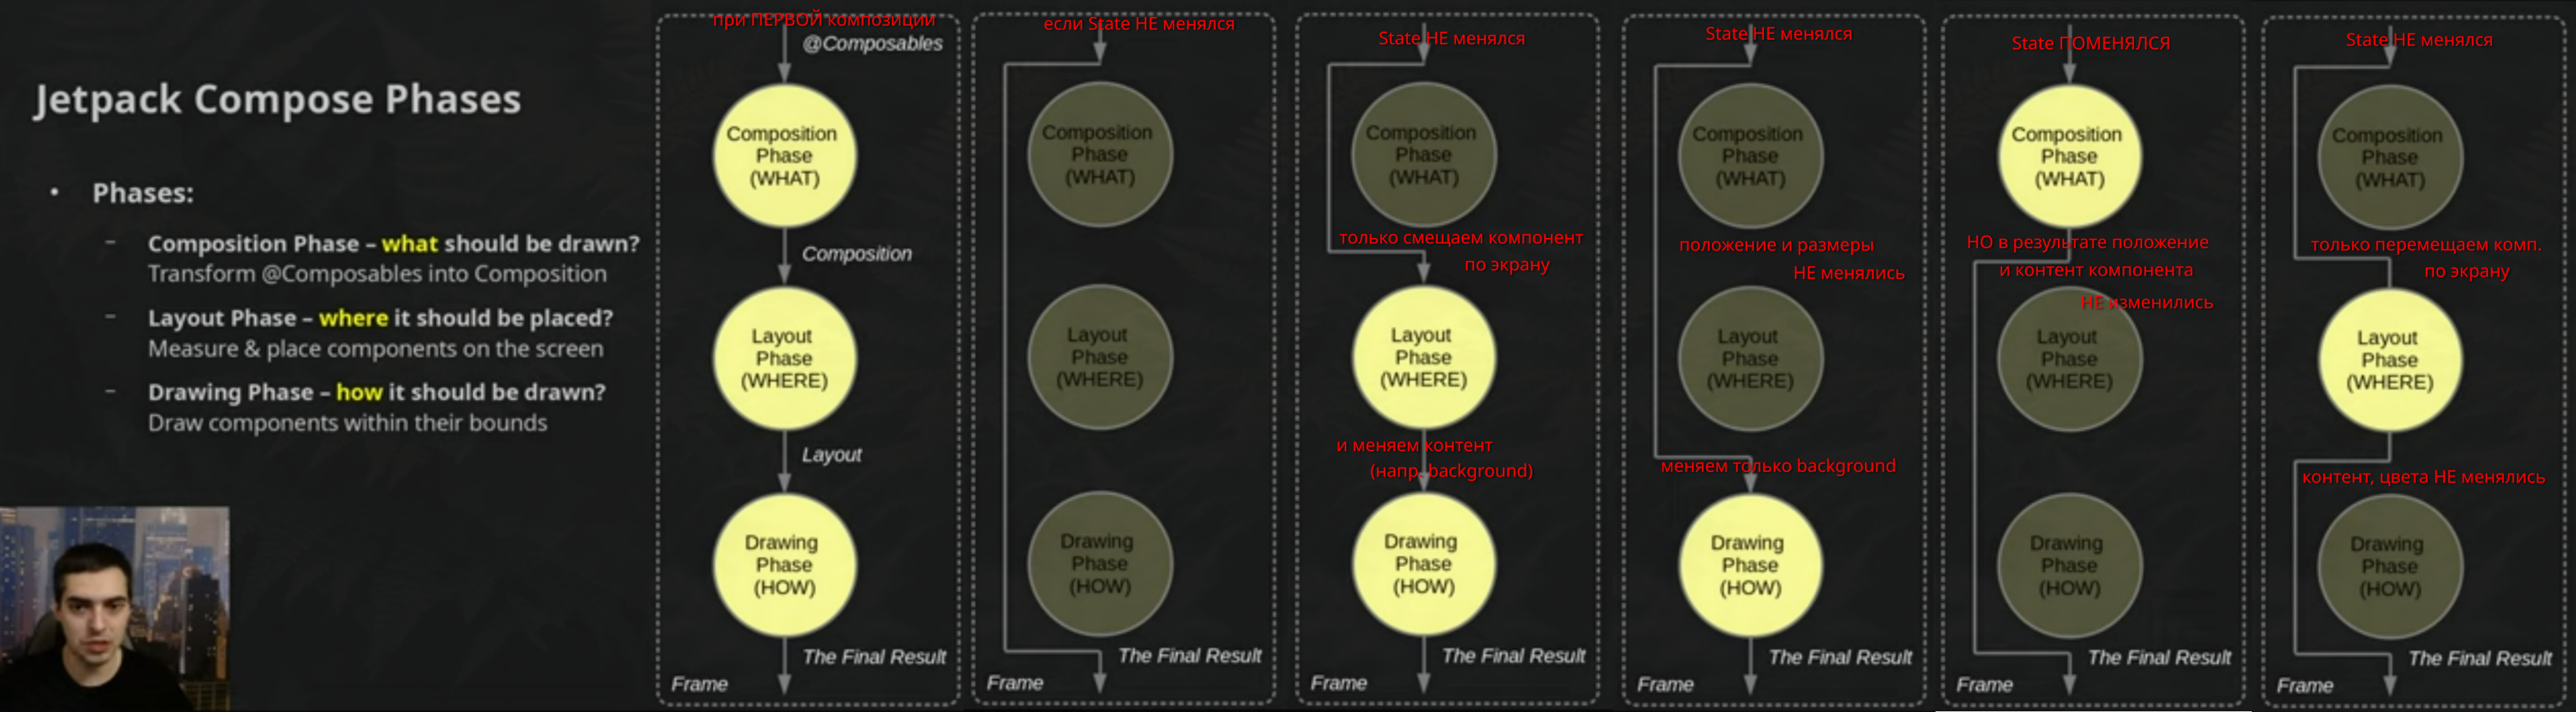 Jetpack Compose Phases
• Phases:
– Composition Phase – what should be drawn?
Transform @Composables into Composition
– Layout Phase – where it should be placed?
Measure & place components on the screen
– Drawing Phase – how it should be drawn?
Draw components within their bounds
при ПЕРВОЙ композиции
@Composables
Composition
Phase
(WHAT)
Composition
Layout
Phase
(WHERE)
Layout
Drawing
Phase
(HOW)
The Final Result
Frame
если State НЕ менялся
Composition
Phase
(WHAT)
Layout
Phase
(WHERE)
Drawing
Phase
(HOW)
The Final Result
Frame
State НЕ менялся
Composition
Phase
(WHAT)
только смещаем компонент
по экрану
Layout
Phase
(WHERE)
и меняем контент
(напр. background)
Drawing
Phase
(HOW)
The Final Result
Frame
State НЕ менялся
Composition
Phase
(WHAT)
положение и размеры
НЕ менялись
Layout
Phase
(WHERE)
меняем только background
Drawing
Phase
(HOW)
The Final Result
Frame
State ПОМЕНЯЛСЯ
Composition
Phase
(WHAT)
НО в результате положение
и контент компонента
НЕ изменились
Layout
Phase
(WHERE)
Drawing
Phase
(HOW)
The Final Result
Frame
State НЕ менялся
Composition
Phase
(WHAT)
только перемещаем комп.
по экрану
Layout
Phase
(WHERE)
контент, цвета НЕ менялись
Drawing
Phase
(HOW)
The Final Result
Frame